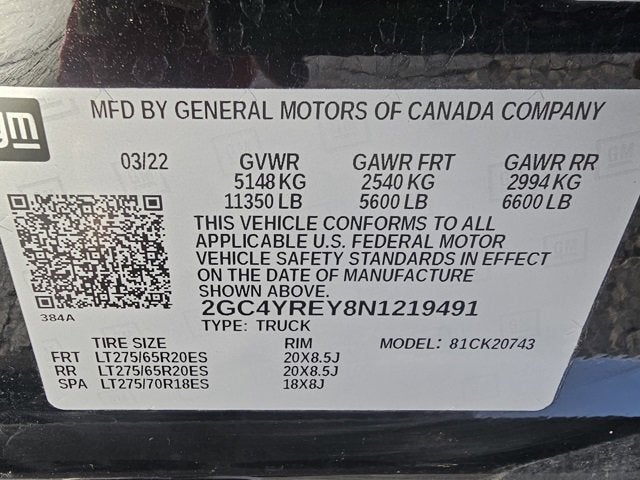 gm
MFD BY GENERAL MOTORS OF CANADA COMPANY
03/22 GVWR GAWR FRT GAWR RR
5148 KG 2540 KG 2994 KG
11350 LB 5600 LB 6600 LB
THIS VEHICLE CONFORMS TO ALL
APPLICABLE U.S. FEDERAL MOTOR
VEHICLE SAFETY STANDARDS IN EFFECT
ON THE DATE OF MANUFACTURE
SHOWN ABOVE.
384A
2GC4YREY8N1219491
TYPE: TRUCK
TIRE SIZE RIM MODEL: 81CK20743
FRT LT275/65R20ES 20X8.5J
RR LT275/65R20ES 20X8.5J
SPA LT275/70R18ES 18X8J